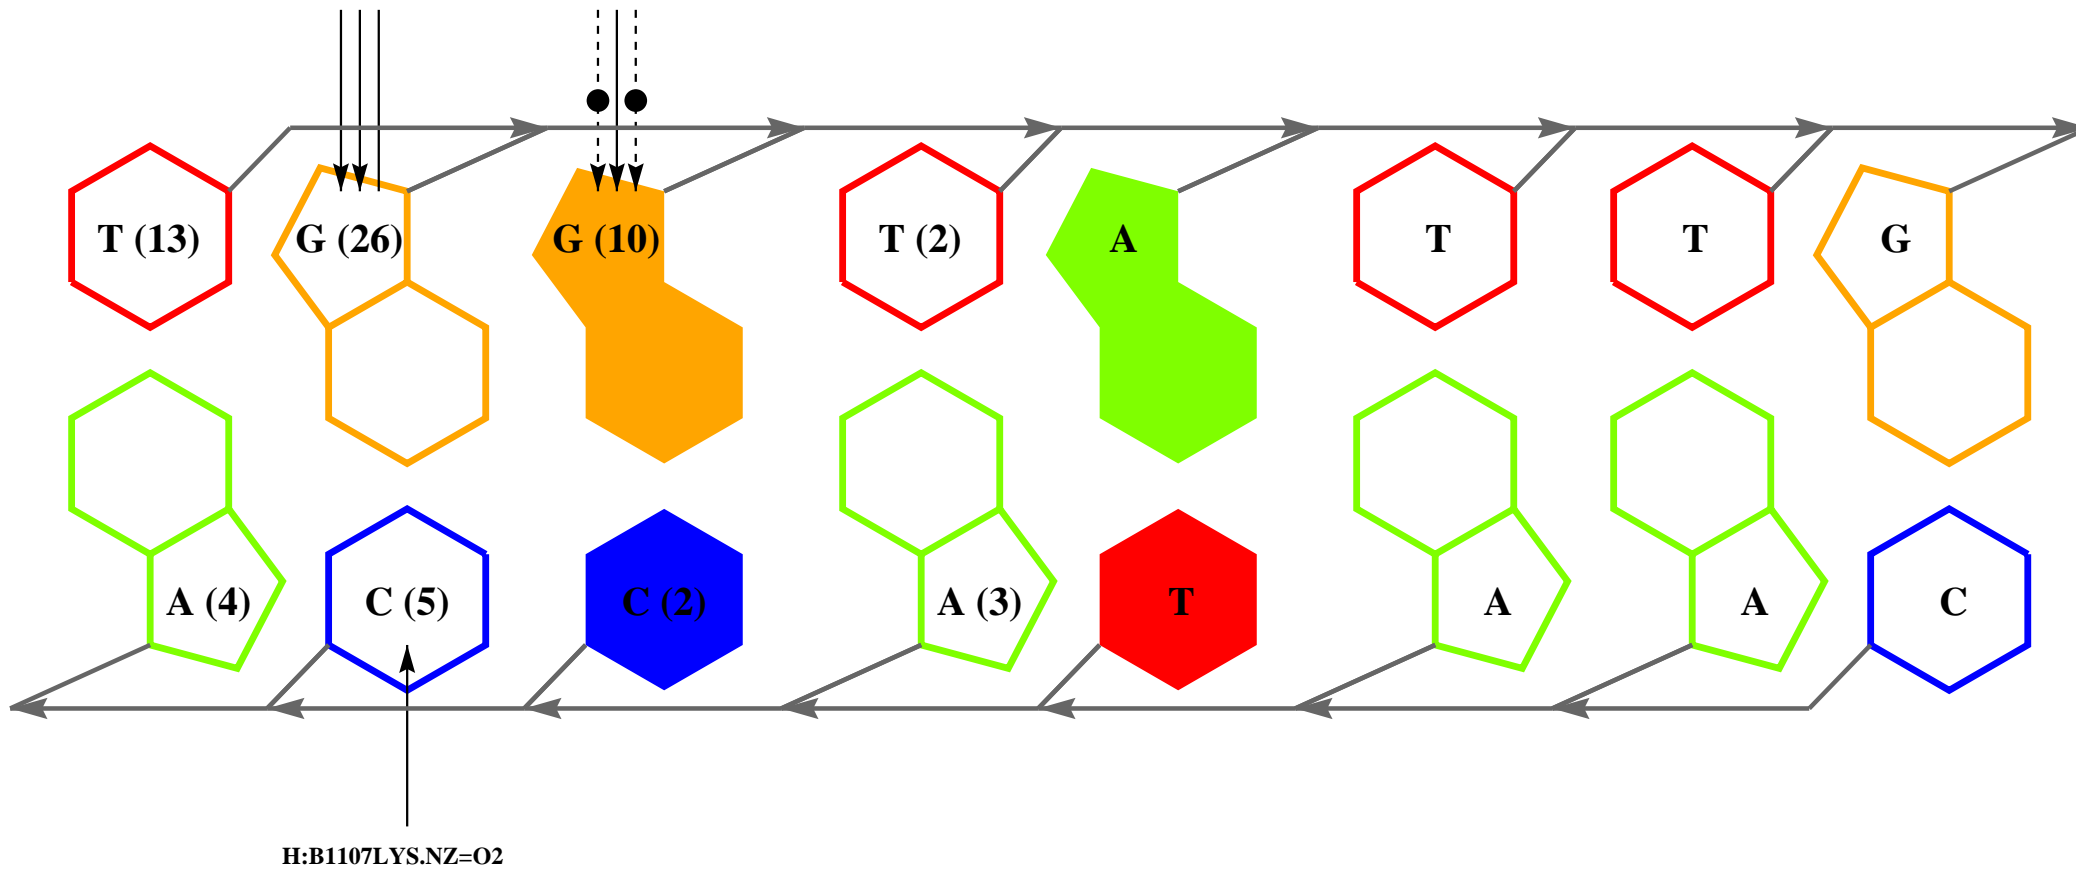 T (13) G (26) G (10) T (2) A T T G
A (4) C (5) C (2) A (3) T A A C
H:B1107LYS.NZ=O2